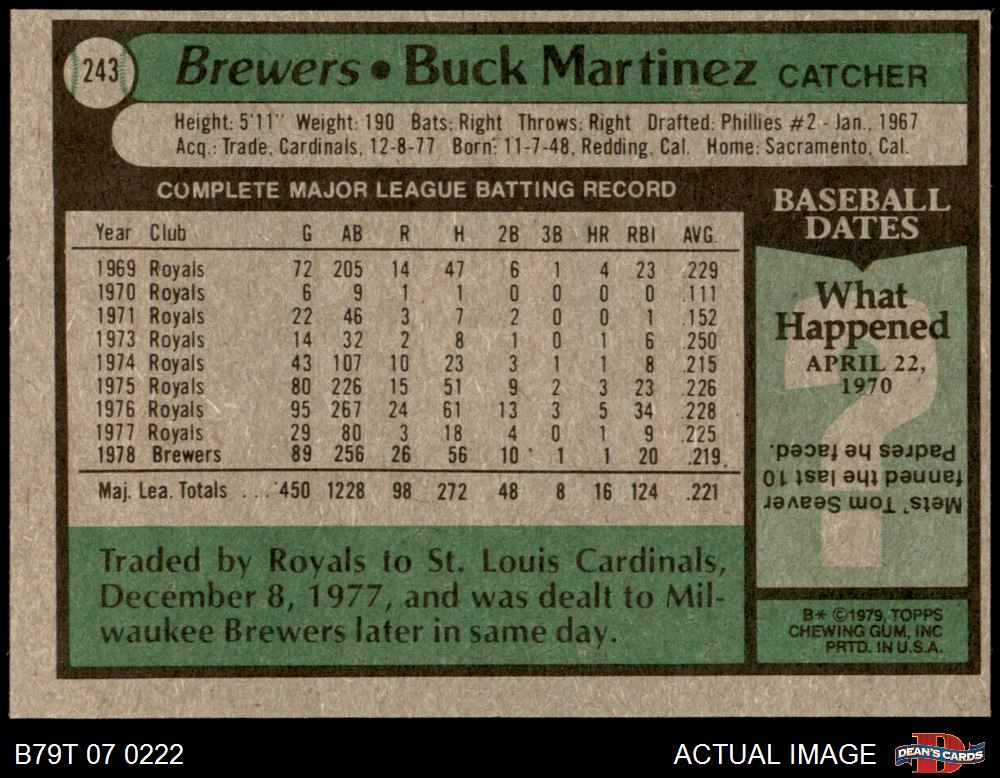 243
Brewers • Buck Martinez CATCHER
Height: 5'11" Weight: 190 Bats: Right Throws: Right Drafted: Phillies #2 - Jan., 1967
Acq.: Trade, Cardinals, 12-8-77 Born: 11-7-48, Redding, Cal. Home: Sacramento, Cal.
COMPLETE MAJOR LEAGUE BATTING RECORD
Year Club G AB R H 2B 3B HR RBI AVG.
1969 Royals 72 205 14 47 6 1 4 23 .229
1970 Royals 6 9 1 1 0 0 0 0 .111
1971 Royals 22 46 3 7 2 0 0 1 .152
1973 Royals 14 32 2 8 1 0 1 6 .250
1974 Royals 43 107 10 23 3 1 1 8 .215
1975 Royals 80 226 15 51 9 2 3 23 .226
1976 Royals 95 267 24 61 13 3 5 34 .228
1977 Royals 29 80 3 18 4 0 1 9 .225
1978 Brewers 89 256 26 56 10 1 1 20 .219
Maj. Lea. Totals ... 450 1228 98 272 48 8 16 124 .221
Traded by Royals to St. Louis Cardinals,
December 8, 1977, and was dealt to Mil-
waukee Brewers later in same day.
BASEBALL
DATES
What
Happened
APRIL 22,
1970
?
Mets' Tom Seaver
fanned the last 10
Padres he faced.
B* ©1979, TOPPS
CHEWING GUM, INC
PRTD. IN U.S.A.
B79T 07 0222
ACTUAL IMAGE
DEAN'S CARDS